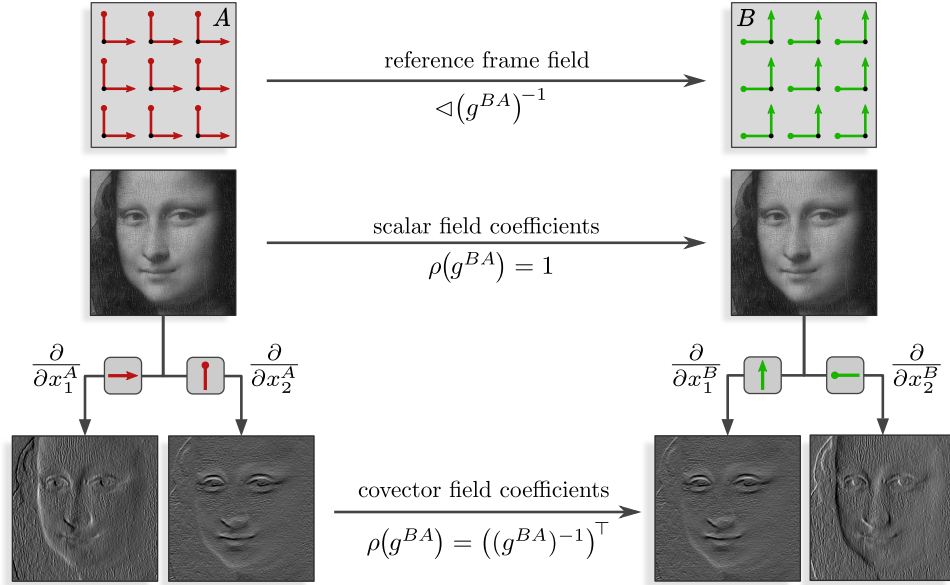 A
B
reference frame field
◁(g^{BA})^{-1}
scalar field coefficients
ρ(g^{BA}) = 1
∂/∂x_1^A
∂/∂x_2^A
∂/∂x_1^B
∂/∂x_2^B
covector field coefficients
ρ(g^{BA}) = ((g^{BA})^{-1})^⊤